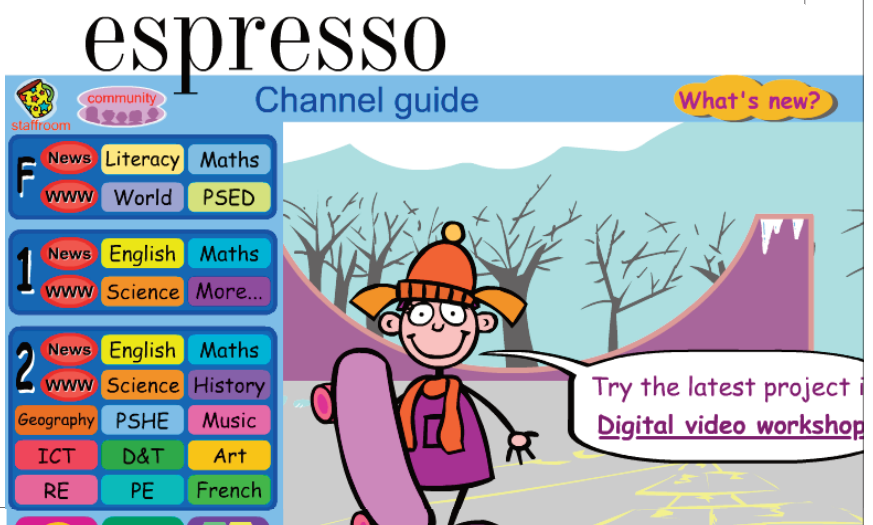 espresso
staffroom
community
Channel guide
What's new?
F
News Literacy Maths
WWW World PSED
1
News English Maths
WWW Science More...
2
News English Maths
WWW Science History
Geography PSHE Music
ICT D&T Art
RE PE French
Try the latest project i
Digital video workshop